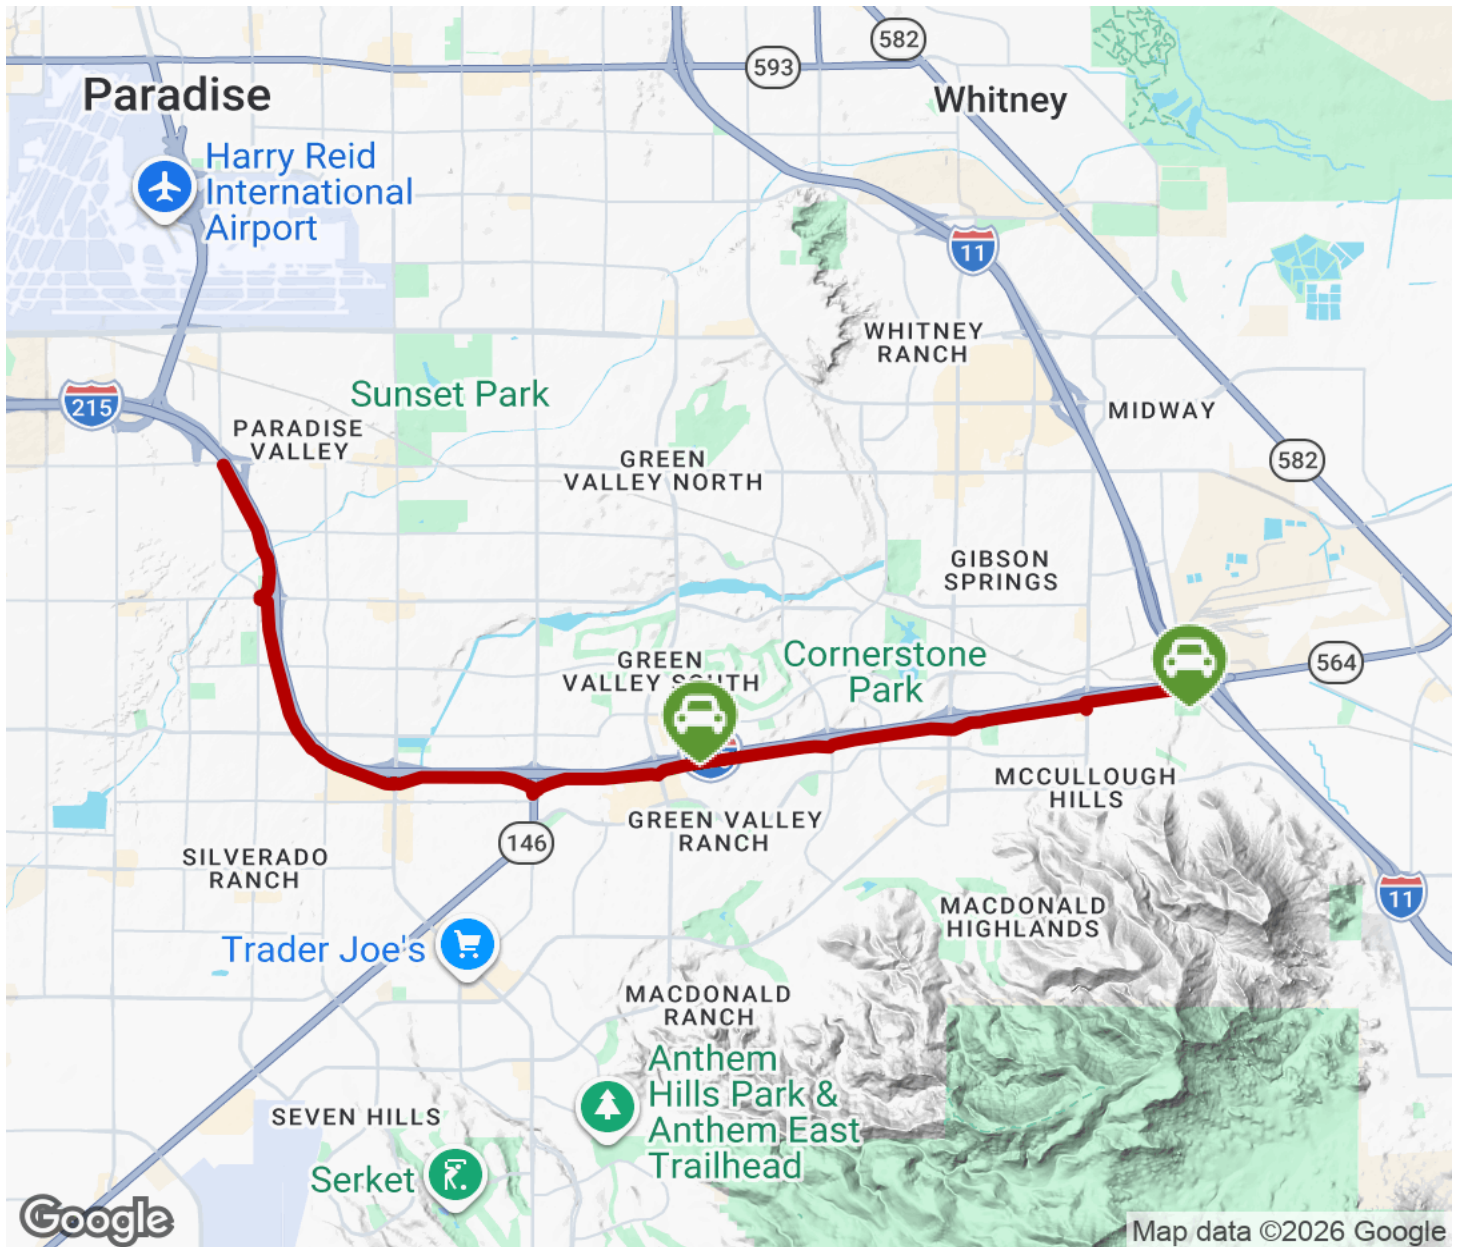 582
593
Paradise
Whitney
Harry Reid
International
Airport
11
WHITNEY
RANCH
215
Sunset Park
MIDWAY
PARADISE
VALLEY
GREEN
VALLEY NORTH
582
GIBSON
SPRINGS
GREEN
VALLEY SOUTH
Cornerstone
Park
564
MCCULLOUGH
HILLS
GREEN VALLEY
RANCH
146
SILVERADO
RANCH
11
MACDONALD
HIGHLANDS
Trader Joe's
MACDONALD
RANCH
Anthem
Hills Park &
Anthem East
Trailhead
SEVEN HILLS
Serket
Google
Map data ©2026 Google